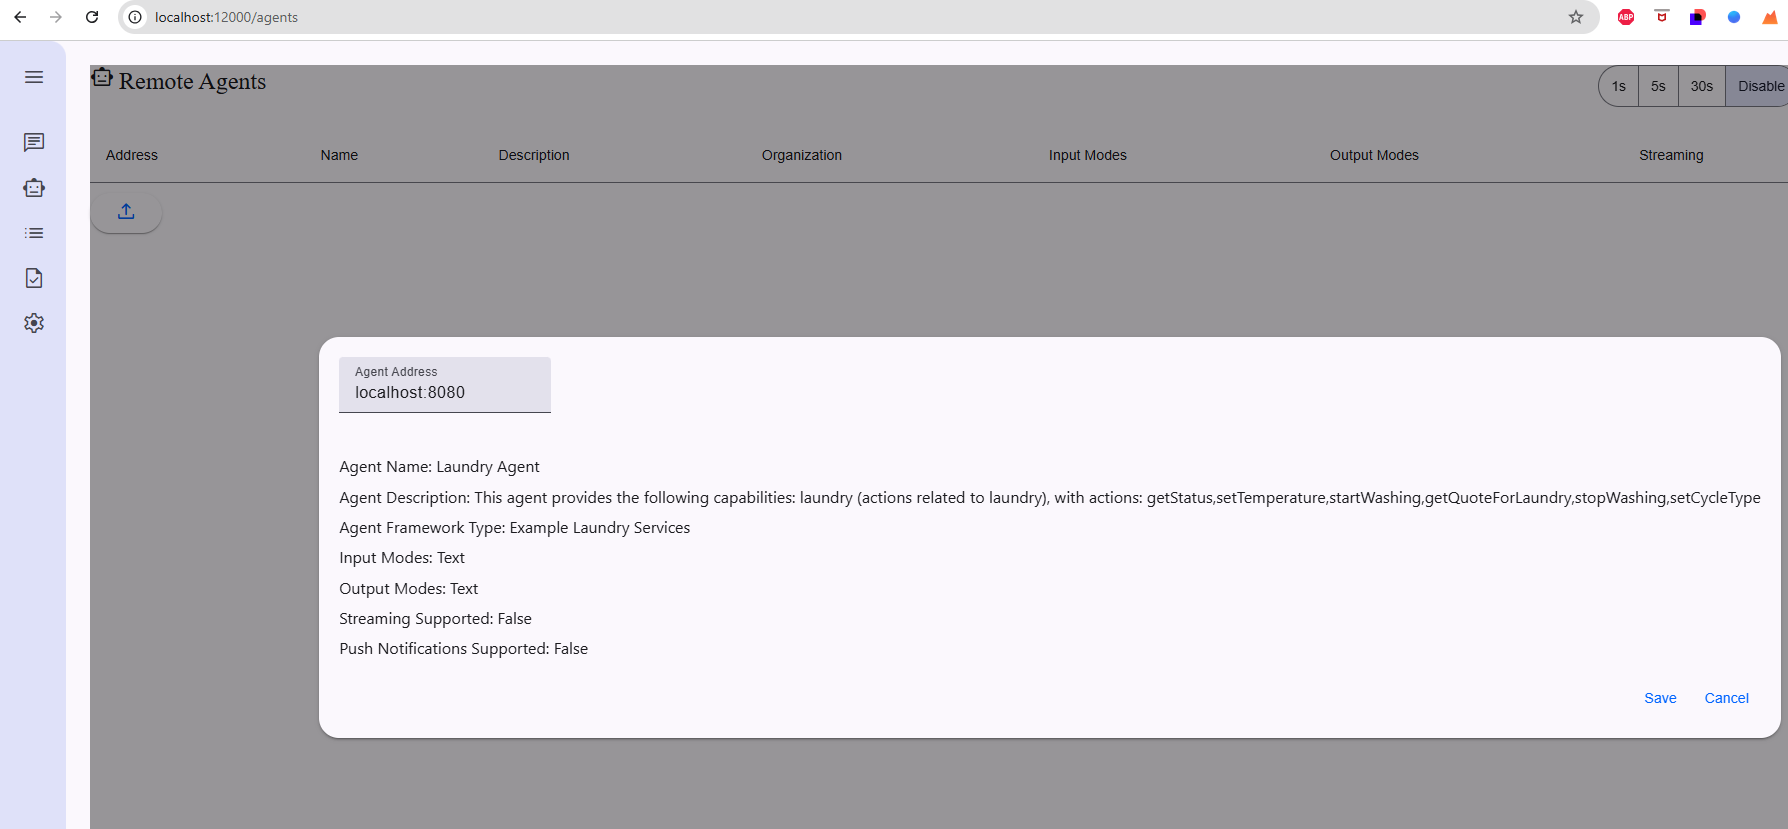 localhost:12000/agents
ABP
Remote Agents
1s 5s 30s Disable
Address Name Description Organization Input Modes Output Modes Streaming
Agent Address
localhost:8080
Agent Name: Laundry Agent
Agent Description: This agent provides the following capabilities: laundry (actions related to laundry), with actions: getStatus,setTemperature,startWashing,getQuoteForLaundry,stopWashing,setCycleType
Agent Framework Type: Example Laundry Services
Input Modes: Text
Output Modes: Text
Streaming Supported: False
Push Notifications Supported: False
Save Cancel